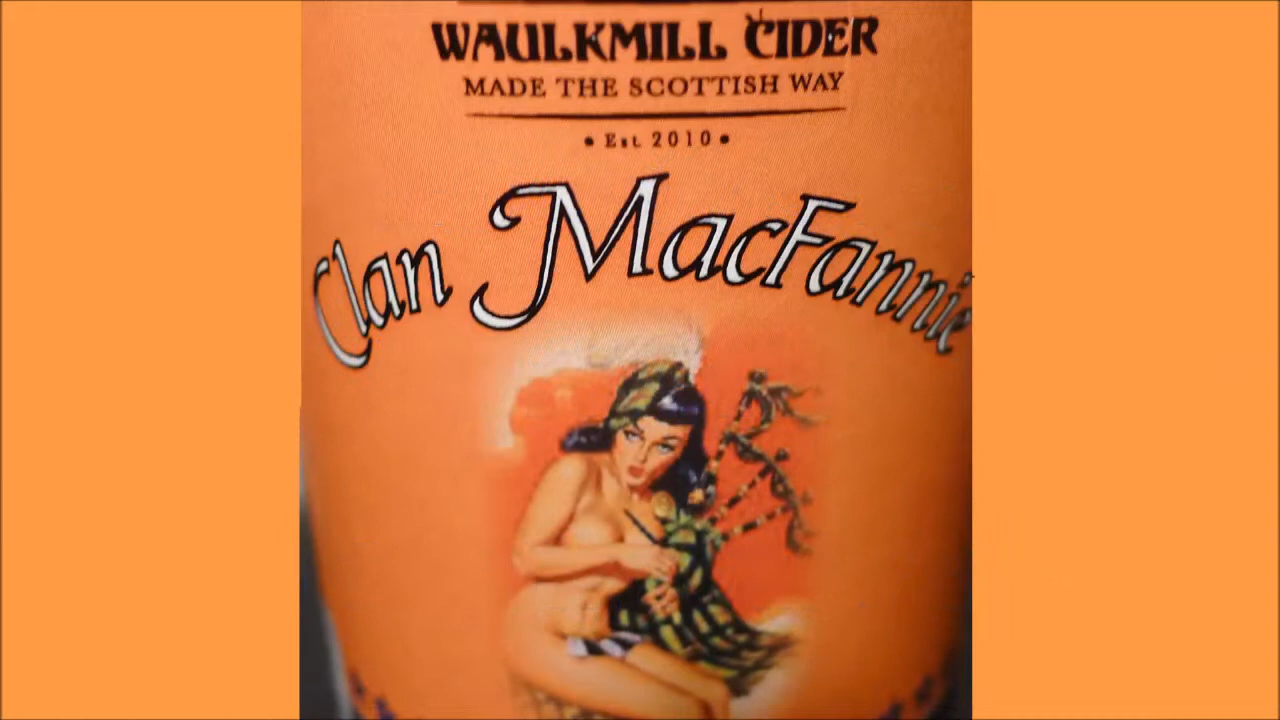 WAULKMILL CIDER
MADE THE SCOTTISH WAY
• Est. 2010 •
Clan MacFannie